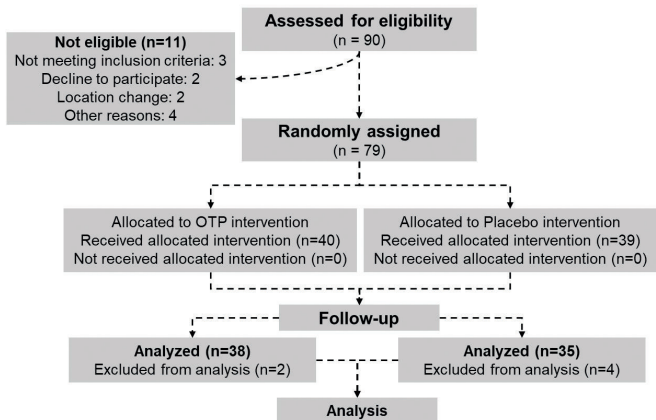 Assessed for eligibility
(n = 90)
Not eligible (n=11)
Not meeting inclusion criteria: 3
Decline to participate: 2
Location change: 2
Other reasons: 4
Randomly assigned
(n = 79)
Allocated to OTP intervention
Received allocated intervention (n=40)
Not received allocated intervention (n=0)
Allocated to Placebo intervention
Received allocated intervention (n=39)
Not received allocated intervention (n=0)
Follow-up
Analyzed (n=38)
Excluded from analysis (n=2)
Analyzed (n=35)
Excluded from analysis (n=4)
Analysis